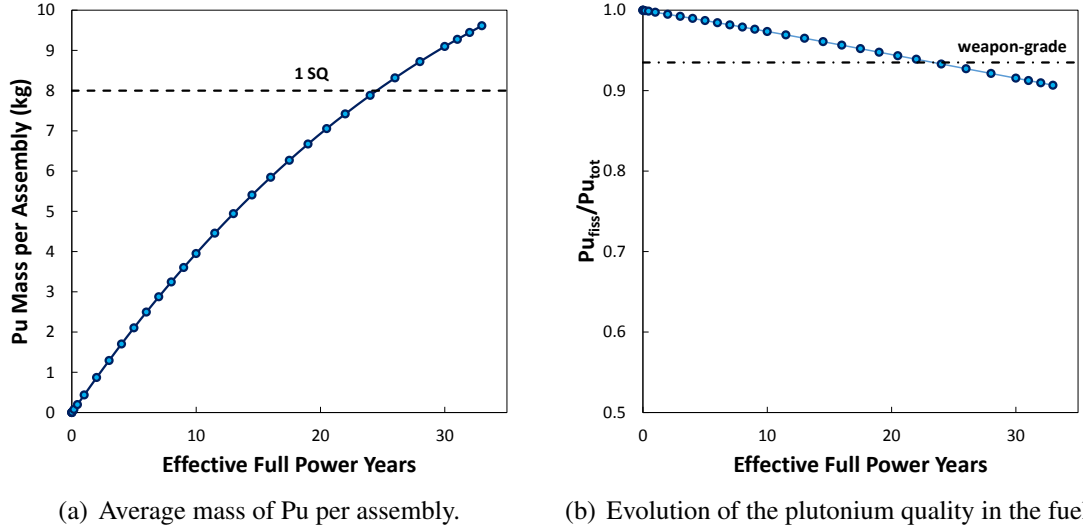 Pu Mass per Assembly (kg)
10
9
8
7
6
5
4
3
2
1
0
1 SQ
0 10 20 30
Effective Full Power Years
(a) Average mass of Pu per assembly.
Pu_fiss/Pu_tot
1.0
0.9
0.8
0.7
0.6
0.5
weapon-grade
0 10 20 30
Effective Full Power Years
(b) Evolution of the plutonium quality in the fue